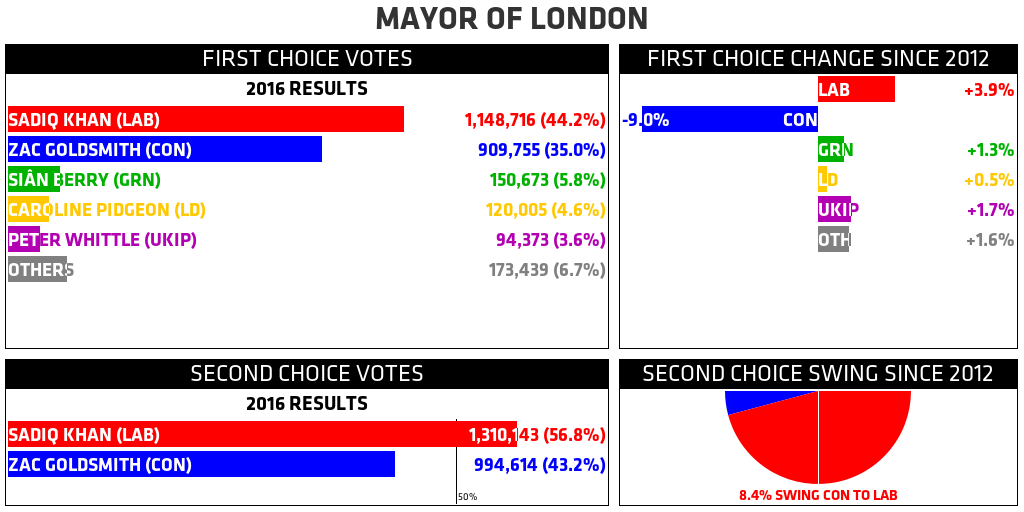 MAYOR OF LONDON
FIRST CHOICE VOTES
2016 RESULTS
SADIQ KHAN (LAB) 1,148,716 (44.2%)
ZAC GOLDSMITH (CON) 909,755 (35.0%)
SIÂN BERRY (GRN) 150,673 (5.8%)
CAROLINE PIDGEON (LD) 120,005 (4.6%)
PETER WHITTLE (UKIP) 94,373 (3.6%)
OTHERS 173,439 (6.7%)
FIRST CHOICE CHANGE SINCE 2012
LAB +3.9%
-9.0% CON
GRN +1.3%
LD +0.5%
UKIP +1.7%
OTH +1.6%
SECOND CHOICE VOTES
2016 RESULTS
SADIQ KHAN (LAB) 1,310,143 (56.8%)
ZAC GOLDSMITH (CON) 994,614 (43.2%)
50%
SECOND CHOICE SWING SINCE 2012
8.4% SWING CON TO LAB